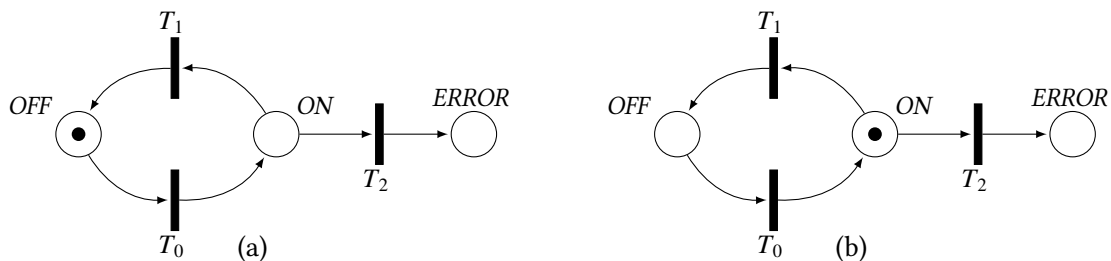 T₁
OFF
ON
ERROR
T₂
T₀
(a)
T₁
OFF
ON
ERROR
T₂
T₀
(b)